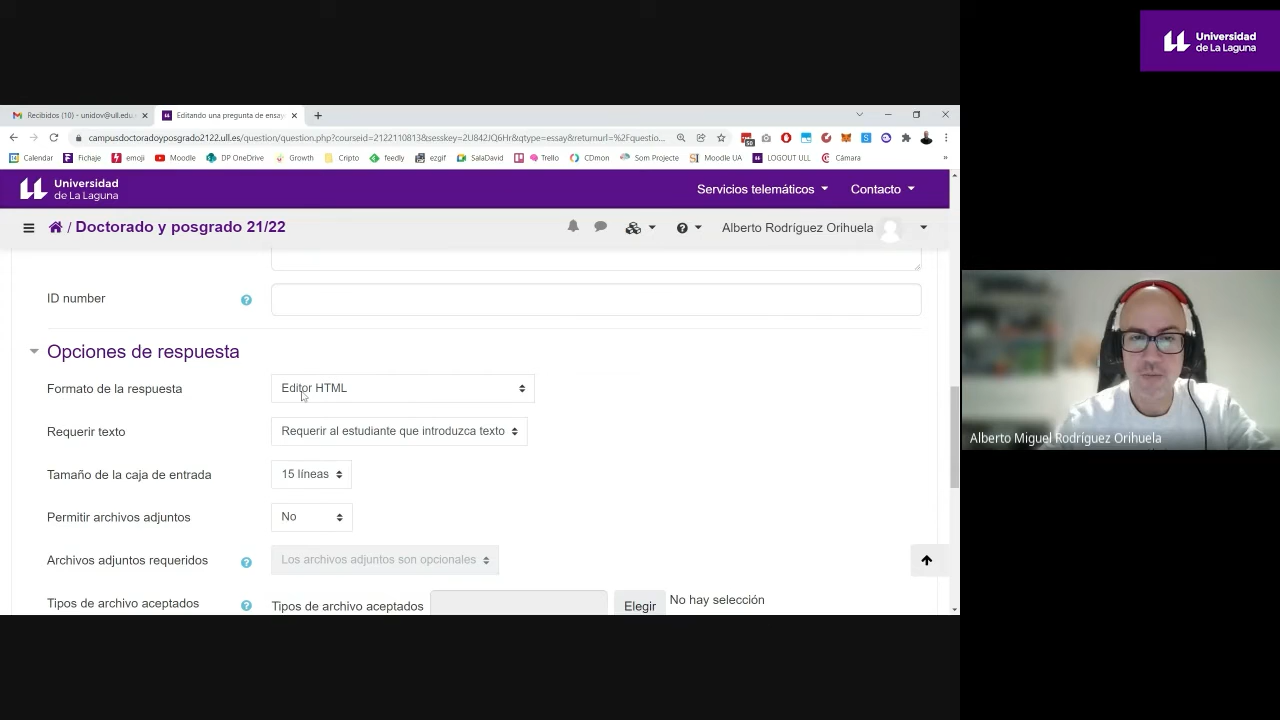 Universidad
de La Laguna
Recibidos (10) - unidov@ull.edu
Editando una pregunta de ensay
campusdoctoradoyposgrado2122.ull.es/question/question.php?courseid=2122110813&sesskey=2U842JQ6Hr&qtype=essay&returnurl=%2Fquestio...
50
Calendar Fichaje emoji Moodle DP OneDrive Growth Cripto feedly ezgif SalaDavid Trello CDmon Som Projecte Moodle UA LOGOUT ULL Cámara »
Universidad
de La Laguna
Servicios telemáticos Contacto
/ Doctorado y posgrado 21/22
Alberto Rodríguez Orihuela
ID number
Opciones de respuesta
Formato de la respuesta Editor HTML
Requerir texto Requerir al estudiante que introduzca texto
Tamaño de la caja de entrada 15 líneas
Permitir archivos adjuntos No
Archivos adjuntos requeridos Los archivos adjuntos son opcionales
Tipos de archivo aceptados Tipos de archivo aceptados Elegir No hay selección
Alberto Miguel Rodríguez Orihuela